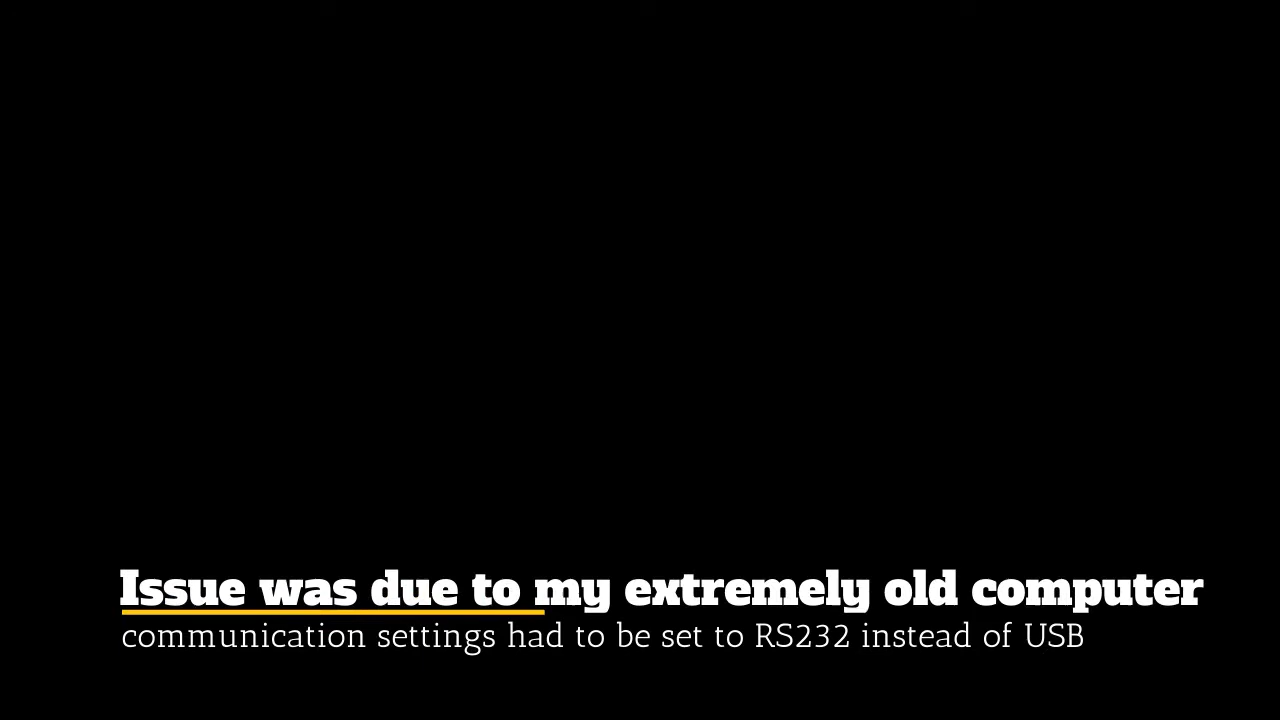 Issue was due to my extremely old computer
communication settings had to be set to RS232 instead of USB